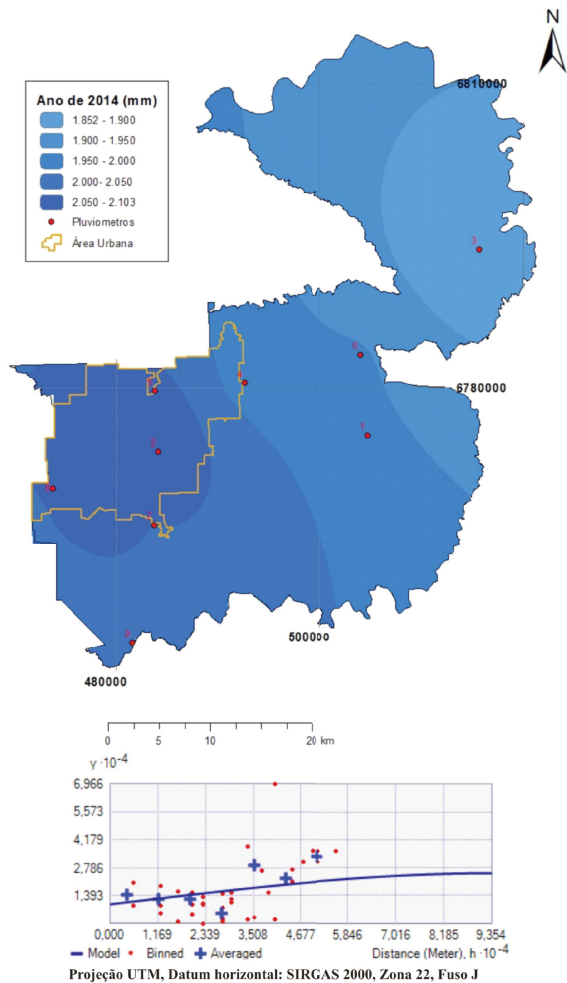 N
6810000
Ano de 2014 (mm)
1.852 - 1.900
1.900 - 1.950
1.950 - 2.000
2.000- 2.050
2.050 - 2.103
Pluviometros
Área Urbana
3
6
6780000
4
1
2
500000
480000
0 5 10 20 km
γ·10⁻⁴
6,966
5,573
4,179
2,786
1,393
0,000 1,169 2,339 3,508 4,677 5,846 7,016 8,185 9,354
Model Binned Averaged Distance (Meter), h ·10⁻⁴
Projeção UTM, Datum horizontal: SIRGAS 2000, Zona 22, Fuso J